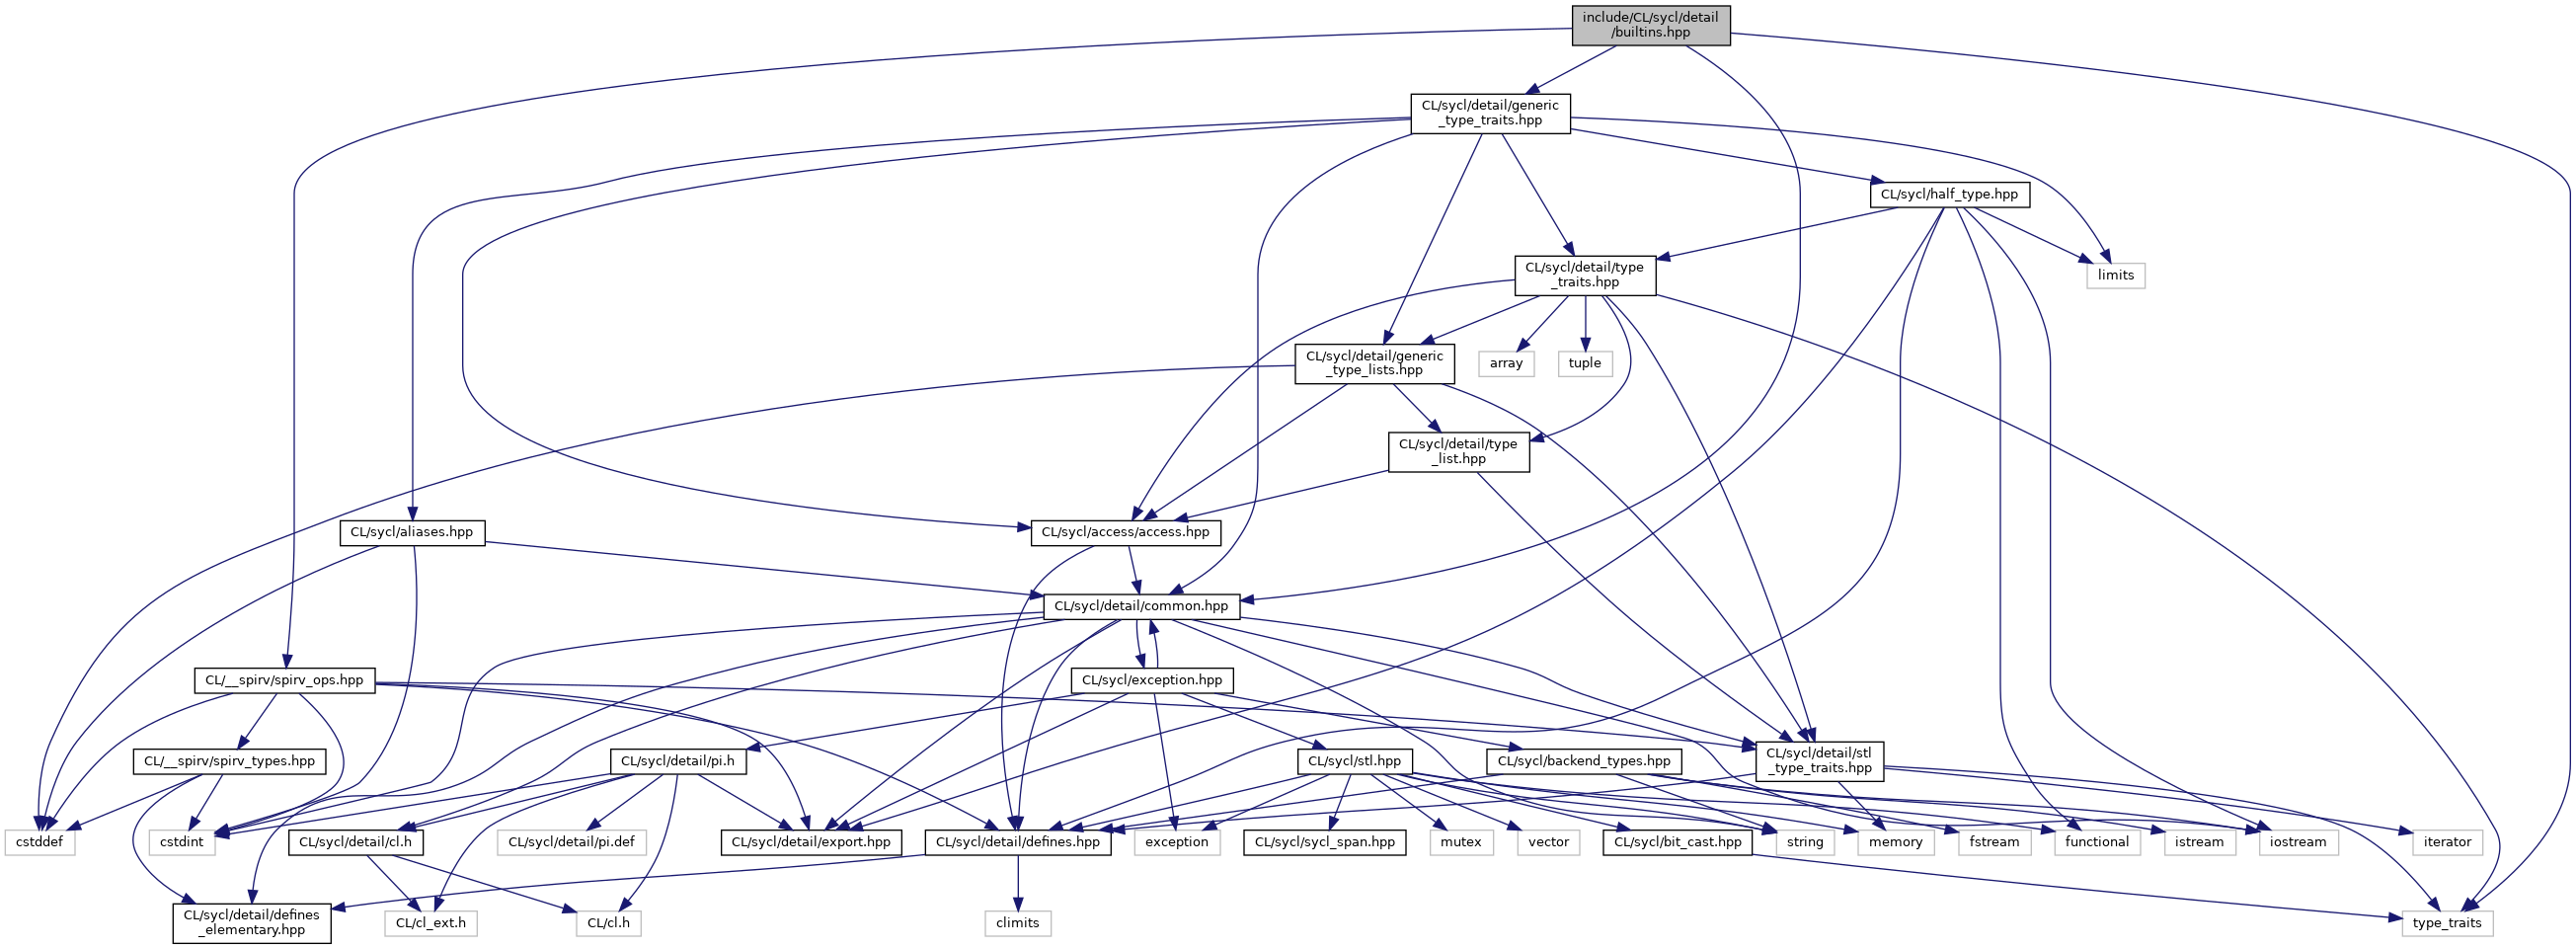 include/CL/sycl/detail
/builtins.hpp
CL/sycl/detail/generic
_type_traits.hpp
CL/sycl/half_type.hpp
CL/sycl/detail/type
_traits.hpp
limits
CL/sycl/detail/generic
_type_lists.hpp
array
tuple
CL/sycl/detail/type
_list.hpp
CL/sycl/aliases.hpp
CL/sycl/access/access.hpp
CL/sycl/detail/common.hpp
CL/__spirv/spirv_ops.hpp
CL/sycl/exception.hpp
CL/__spirv/spirv_types.hpp
CL/sycl/detail/pi.h
CL/sycl/stl.hpp
CL/sycl/backend_types.hpp
CL/sycl/detail/stl
_type_traits.hpp
cstddef
cstdint
CL/sycl/detail/cl.h
CL/sycl/detail/pi.def
CL/sycl/detail/export.hpp
CL/sycl/detail/defines.hpp
exception
CL/sycl/sycl_span.hpp
mutex
vector
CL/sycl/bit_cast.hpp
string
memory
fstream
functional
istream
iostream
iterator
CL/sycl/detail/defines
_elementary.hpp
CL/cl_ext.h
CL/cl.h
climits
type_traits